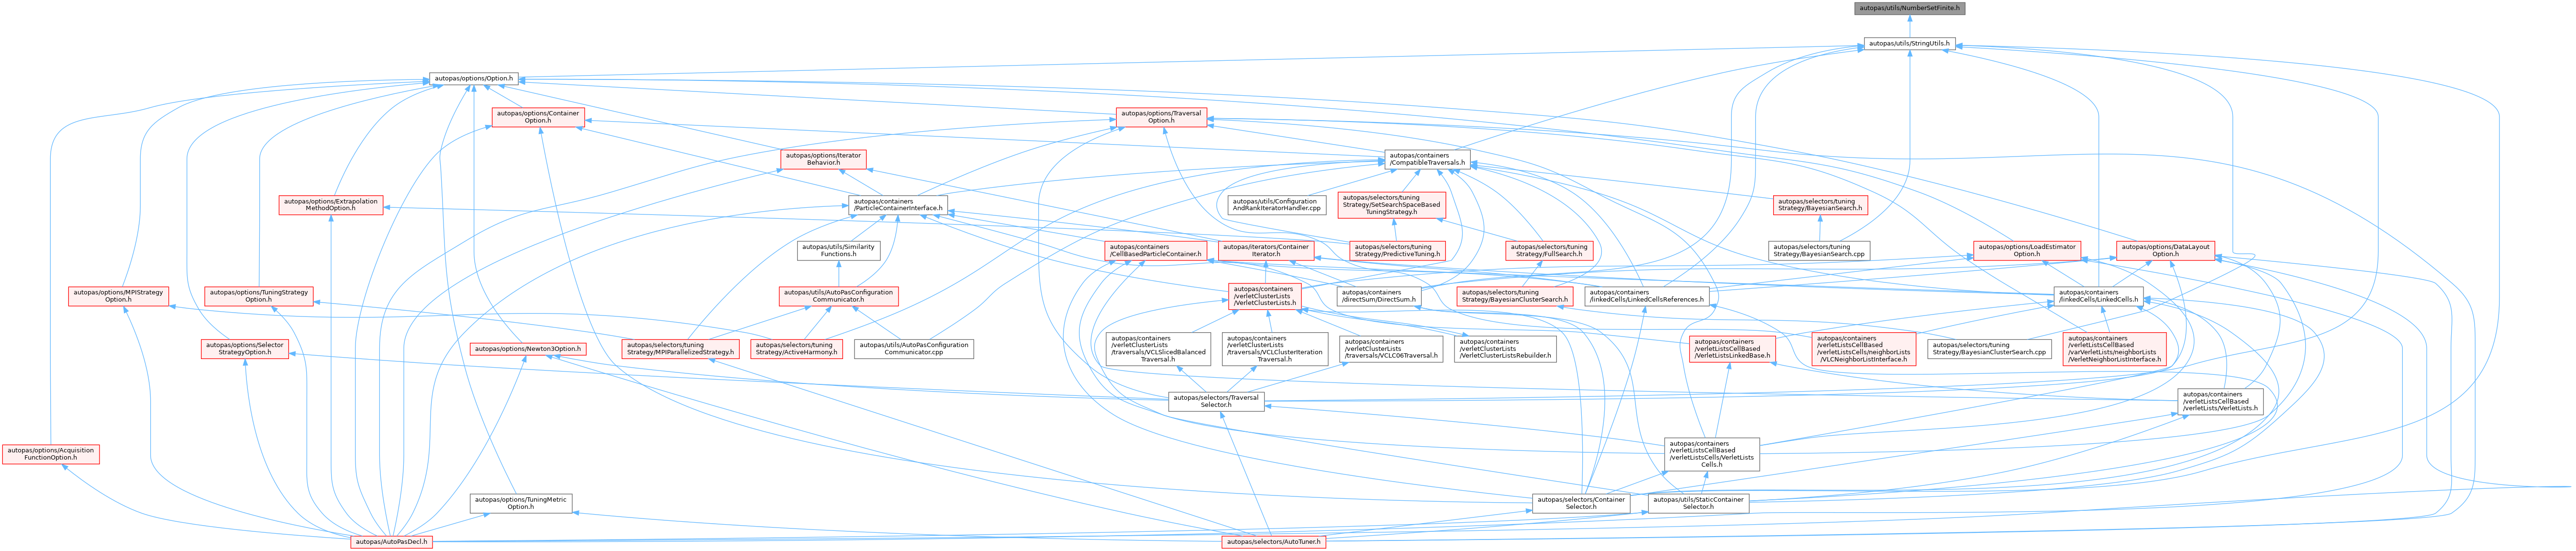 autopas/utils/NumberSetFinite.h
autopas/utils/StringUtils.h
autopas/options/Option.h
autopas/options/Container
Option.h
autopas/options/Traversal
Option.h
autopas/options/Iterator
Behavior.h
autopas/containers
/CompatibleTraversals.h
autopas/options/Extrapolation
MethodOption.h
autopas/containers
/ParticleContainerInterface.h
autopas/utils/Configuration
AndRankIteratorHandler.cpp
autopas/selectors/tuning
Strategy/SetSearchSpaceBased
TuningStrategy.h
autopas/selectors/tuning
Strategy/BayesianSearch.h
autopas/utils/Similarity
Functions.h
autopas/containers
/CellBasedParticleContainer.h
autopas/iterators/Container
Iterator.h
autopas/selectors/tuning
Strategy/PredictiveTuning.h
autopas/selectors/tuning
Strategy/FullSearch.h
autopas/selectors/tuning
Strategy/BayesianSearch.cpp
autopas/options/LoadEstimator
Option.h
autopas/options/DataLayout
Option.h
autopas/options/MPIStrategy
Option.h
autopas/options/TuningStrategy
Option.h
autopas/utils/AutoPasConfiguration
Communicator.h
autopas/containers
/verletClusterLists
/VerletClusterLists.h
autopas/containers
/directSum/DirectSum.h
autopas/selectors/tuning
Strategy/BayesianClusterSearch.h
autopas/containers
/linkedCells/LinkedCellsReferences.h
autopas/containers
/linkedCells/LinkedCells.h
autopas/options/Selector
StrategyOption.h
autopas/options/Newton3Option.h
autopas/selectors/tuning
Strategy/MPIParallelizedStrategy.h
autopas/selectors/tuning
Strategy/ActiveHarmony.h
autopas/utils/AutoPasConfiguration
Communicator.cpp
autopas/containers
/verletClusterLists
/traversals/VCLSlicedBalanced
Traversal.h
autopas/containers
/verletClusterLists
/traversals/VCLClusterIteration
Traversal.h
autopas/containers
/verletClusterLists
/traversals/VCLC06Traversal.h
autopas/containers
/verletClusterLists
/VerletClusterListsRebuilder.h
autopas/containers
/verletListsCellBased
/VerletListsLinkedBase.h
autopas/containers
/verletListsCellBased
/verletListsCells/neighborLists
/VLCNeighborListInterface.h
autopas/selectors/tuning
Strategy/BayesianClusterSearch.cpp
autopas/containers
/verletListsCellBased
/varVerletLists/neighborLists
/VerletNeighborListInterface.h
autopas/selectors/Traversal
Selector.h
autopas/containers
/verletListsCellBased
/verletLists/VerletLists.h
autopas/options/Acquisition
FunctionOption.h
autopas/containers
/verletListsCellBased
/verletListsCells/VerletLists
Cells.h
autopas/options/TuningMetric
Option.h
autopas/selectors/Container
Selector.h
autopas/utils/StaticContainer
Selector.h
autopas/AutoPasDecl.h
autopas/selectors/AutoTuner.h